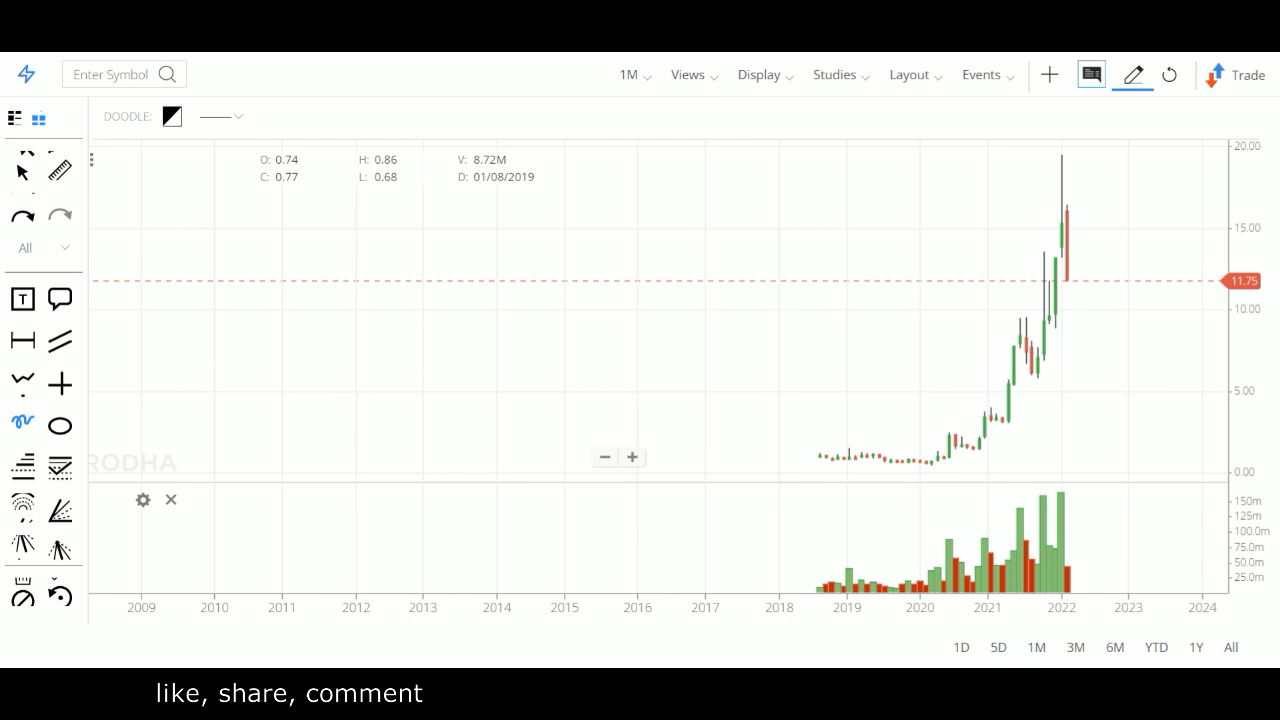 Enter Symbol 1M Views Display Studies Layout Events Trade
DOODLE:
O: 0.74 H: 0.86 V: 8.72M
C: 0.77 L: 0.68 D: 01/08/2019
All
T
20.00
15.00
11.75
10.00
5.00
0.00
RODHA
150m
125m
100.0m
75.0m
50.0m
25.0m
2009 2010 2011 2012 2013 2014 2015 2016 2017 2018 2019 2020 2021 2022 2023 2024
1D 5D 1M 3M 6M YTD 1Y All
like, share, comment